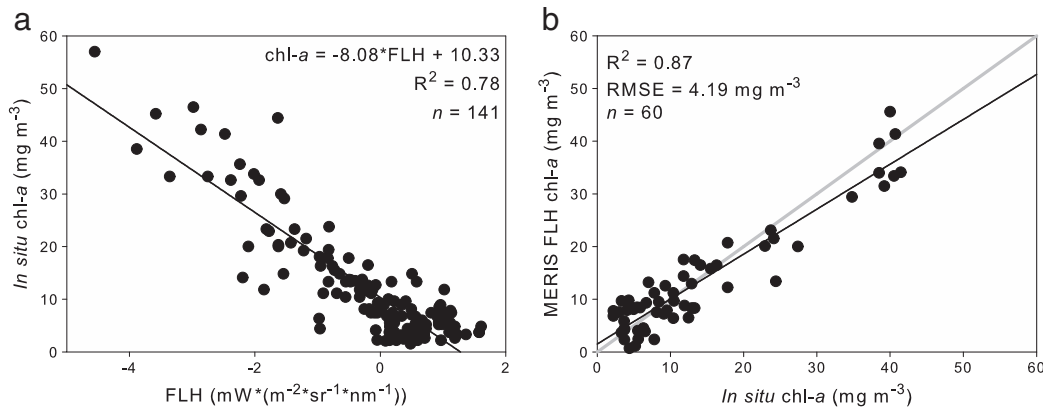 a
chl-a = -8.08*FLH + 10.33
R² = 0.78
n = 141
60
50
40
30
20
10
0
In situ chl-a (mg m⁻³)
-4
-2
0
2
FLH (mW*(m⁻²*sr⁻¹*nm⁻¹))
b
R² = 0.87
RMSE = 4.19 mg m⁻³
n = 60
60
50
40
30
20
10
0
MERIS FLH chl-a (mg m⁻³)
0
10
20
30
40
50
60
In situ chl-a (mg m⁻³)